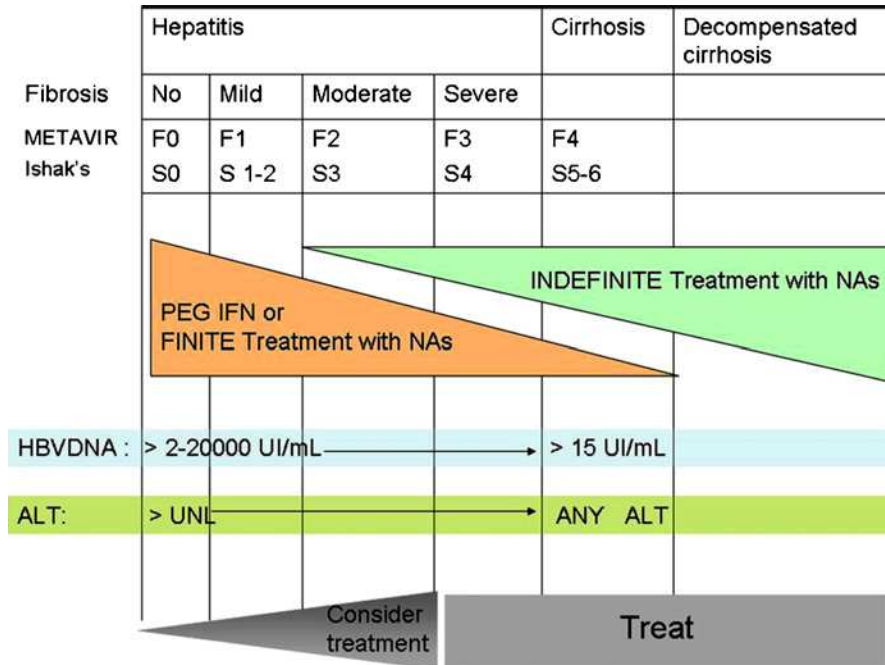 Hepatitis Cirrhosis Decompensated
cirrhosis
Fibrosis No Mild Moderate Severe
METAVIR F0 F1 F2 F3 F4
Ishak's S0 S 1-2 S3 S4 S5-6
INDEFINITE Treatment with NAs
PEG IFN or
FINITE Treatment with NAs
HBVDNA : > 2-20000 UI/mL > 15 UI/mL
ALT: > UNL ANY ALT
Consider
treatment
Treat